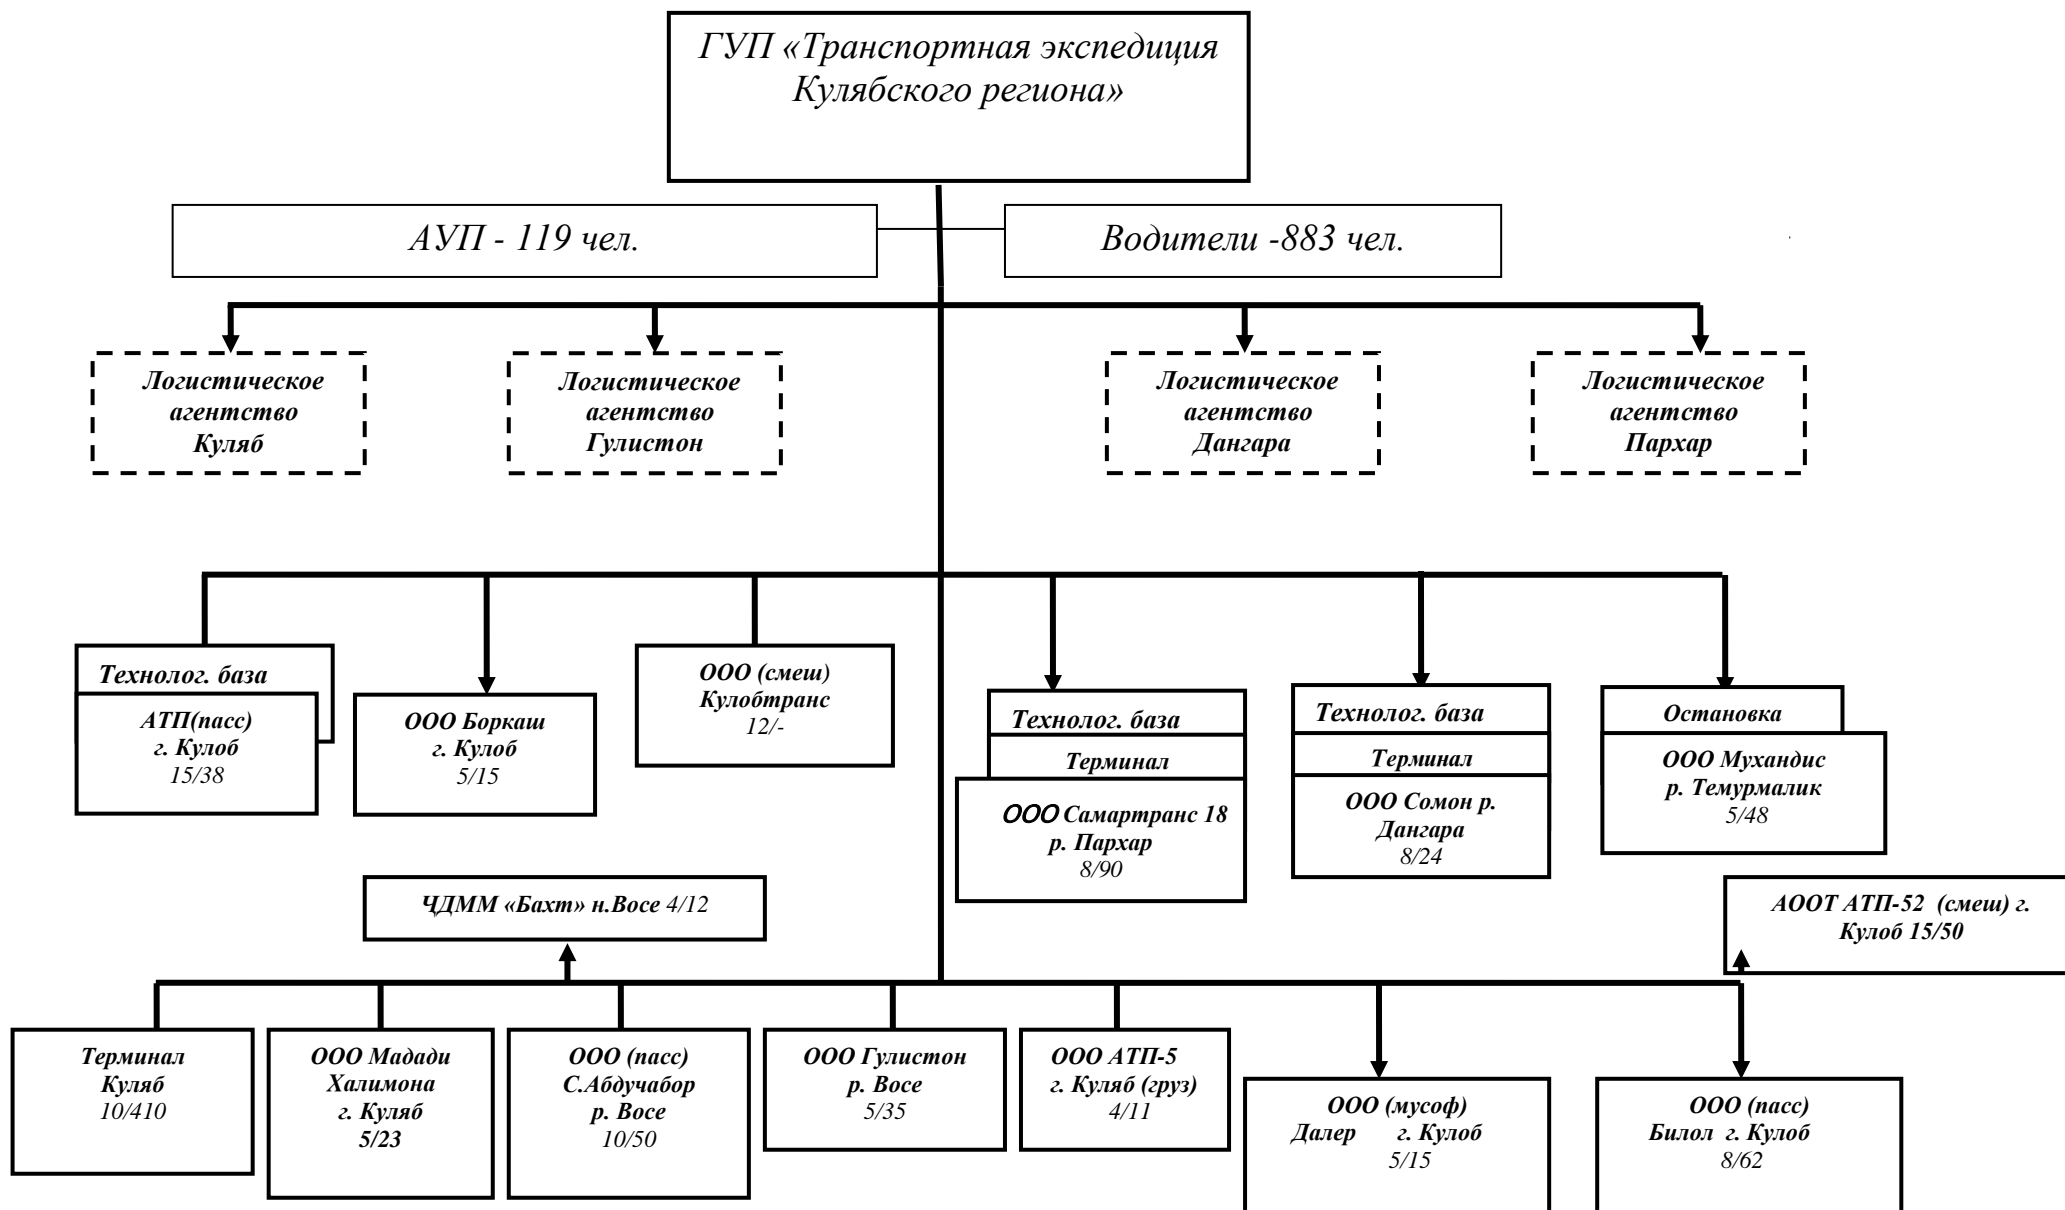 ГУП «Транспортная экспедиция
Кулябского региона»
АУП - 119 чел.
Водители -883 чел.
Логистическое
агентство
Куляб
Логистическое
агентство
Гулистон
Логистическое
агентство
Дангара
Логистическое
агентство
Пархар
Технолог. база
АТП(пасс)
г. Кулоб
15/38
ООО Боркаш
г. Кулоб
5/15
ООО (смеш)
Кулобтранс
12/-
Технолог. база
Терминал
ООО Самартранс 18
р. Пархар
8/90
Технолог. база
Терминал
ООО Сомон р.
Дангара
8/24
Остановка
ООО Мухандис
р. Темурмалик
5/48
ҶДММ «Бахт» н.Восе 4/12
АООТ АТП-52 (смеш) г.
Кулоб 15/50
Терминал
Куляб
10/410
ООО Мадади
Халимона
г. Куляб
5/23
ООО (пасс)
С.Абдучабор
р. Восе
10/50
ООО Гулистон
р. Восе
5/35
ООО АТП-5
г. Куляб (груз)
4/11
ООО (мусоф)
Далер г. Кулоб
5/15
ООО (пасс)
Билол г. Кулоб
8/62